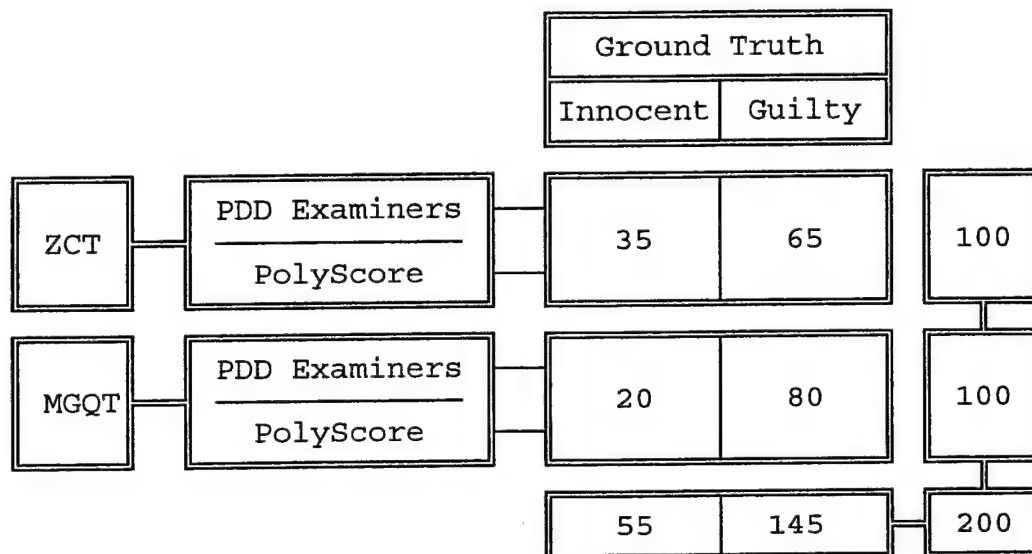 Ground Truth
Innocent Guilty
ZCT PDD Examiners 35 65 100
PolyScore
MGQT PDD Examiners 20 80 100
PolyScore
55 145 200